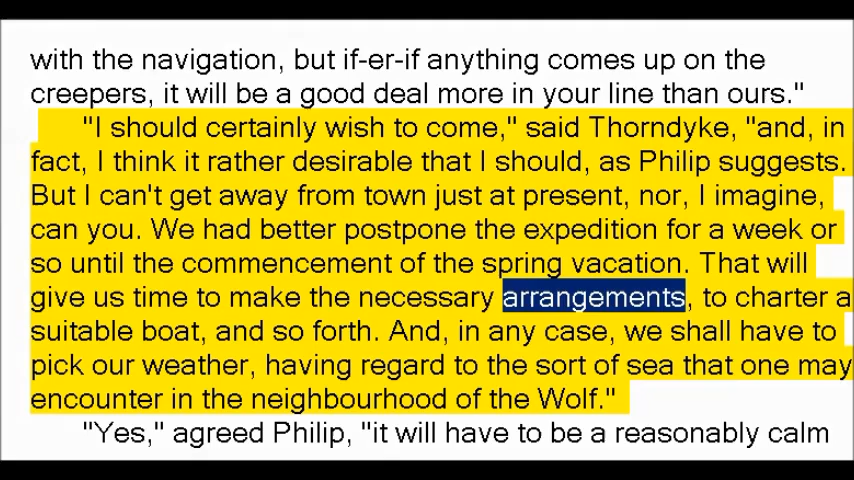 with the navigation, but if-er-if anything comes up on the
creepers, it will be a good deal more in your line than ours."
"I should certainly wish to come," said Thorndyke, "and, in
fact, I think it rather desirable that I should, as Philip suggests.
But I can't get away from town just at present, nor, I imagine,
can you. We had better postpone the expedition for a week or
so until the commencement of the spring vacation. That will
give us time to make the necessary arrangements, to charter a
suitable boat, and so forth. And, in any case, we shall have to
pick our weather, having regard to the sort of sea that one may
encounter in the neighbourhood of the Wolf."
"Yes," agreed Philip, "it will have to be a reasonably calm